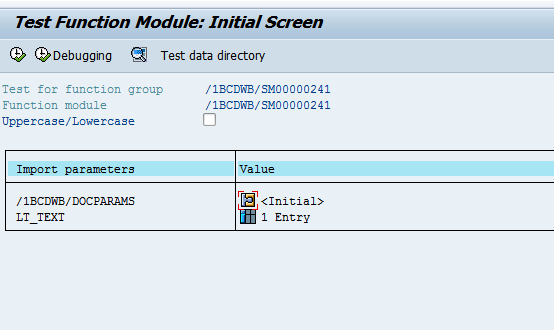 Test Function Module: Initial Screen
Debugging Test data directory
Test for function group /1BCDWB/SM00000241
Function module /1BCDWB/SM00000241
Uppercase/Lowercase
Import parameters Value
/1BCDWB/DOCPARAMS <Initial>
LT_TEXT 1 Entry